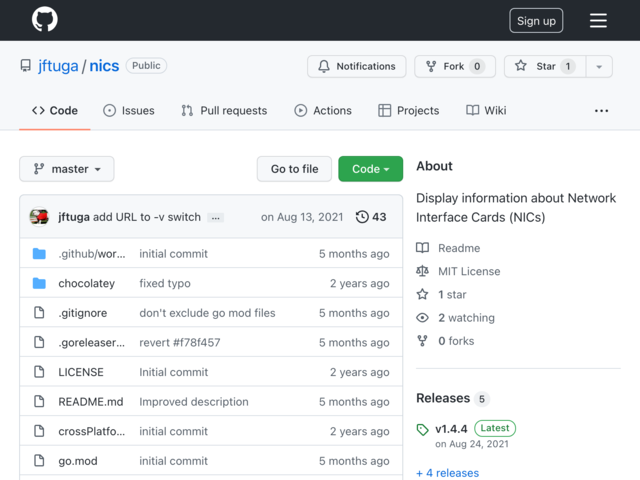 Sign up
jftuga / nics Public
Notifications Fork 0 Star 1
Code Issues Pull requests Actions Projects Wiki ...
master Go to file Code
jftuga add URL to -v switch ... on Aug 13, 2021 43
.github/wor... initial commit 5 months ago
chocolatey fixed typo 2 years ago
.gitignore don't exclude go mod files 5 months ago
.goreleaser... revert #f78f457 5 months ago
LICENSE Initial commit 2 years ago
README.md Improved description 5 months ago
crossPlatfo... initial commit 2 years ago
go.mod initial commit 5 months ago
About
Display information about Network
Interface Cards (NICs)
Readme
MIT License
1 star
2 watching
0 forks
Releases 5
v1.4.4 Latest
on Aug 24, 2021
+ 4 releases